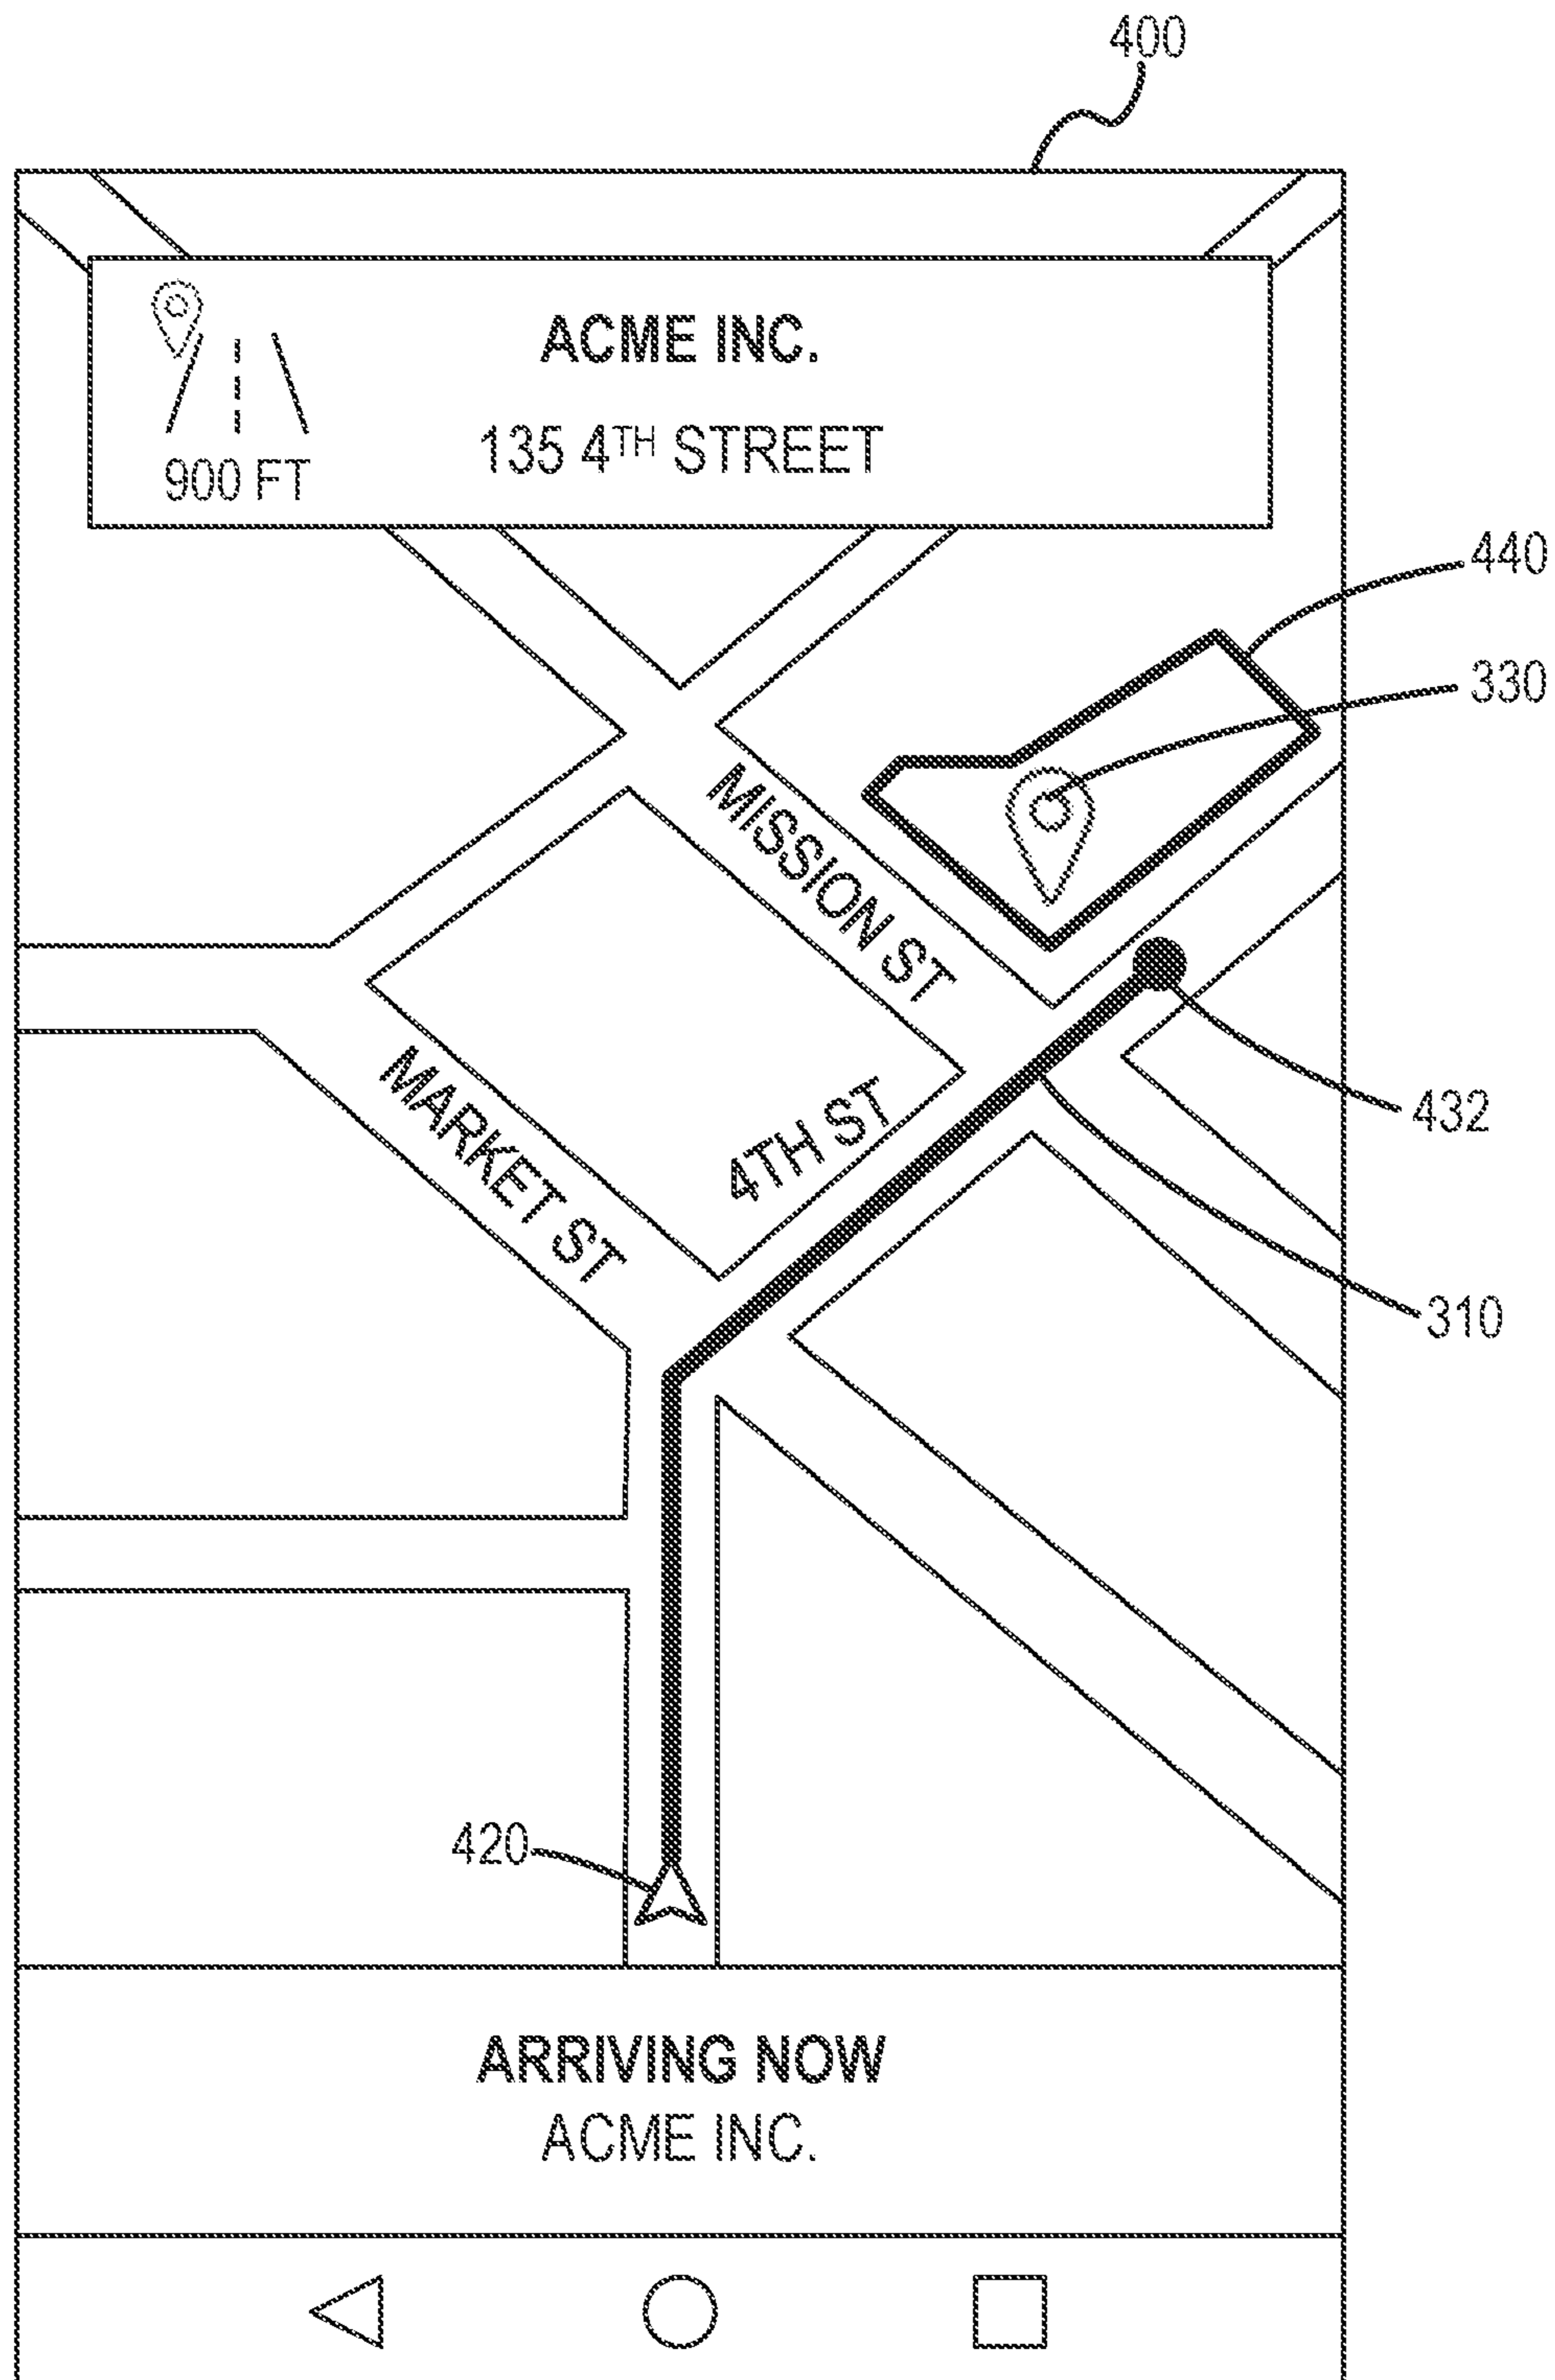 400
ACME INC.
135 4TH STREET
900 FT
440
330
MISSION ST
432
4TH ST
MARKET ST
310
420
ARRIVING NOW
ACME INC.